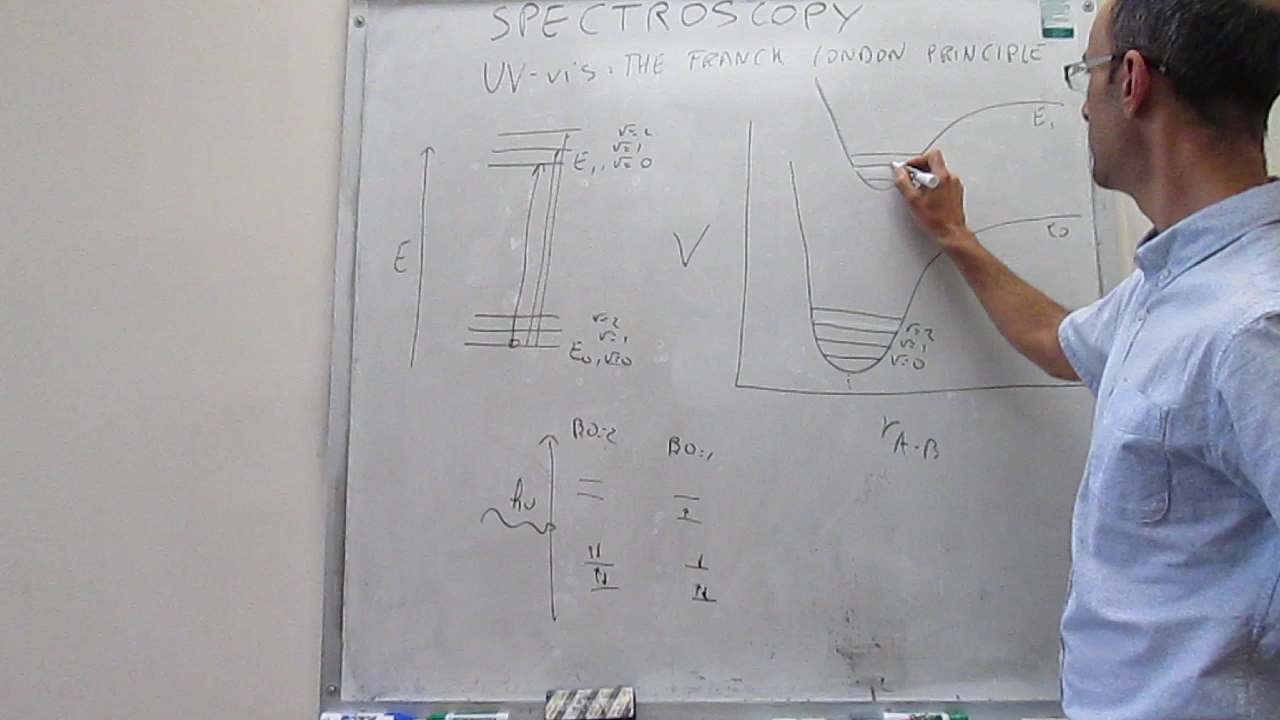 SPECTROSCOPY
UV-vis: THE FRANCK CONDON PRINCIPLE
v=2
v=1
E₁, v=0
E
v=2
v=1
E₀, v=0
E₁
E₀
V
v=2
v=1
v=0
r A-B
BO=2
BO=1
hν